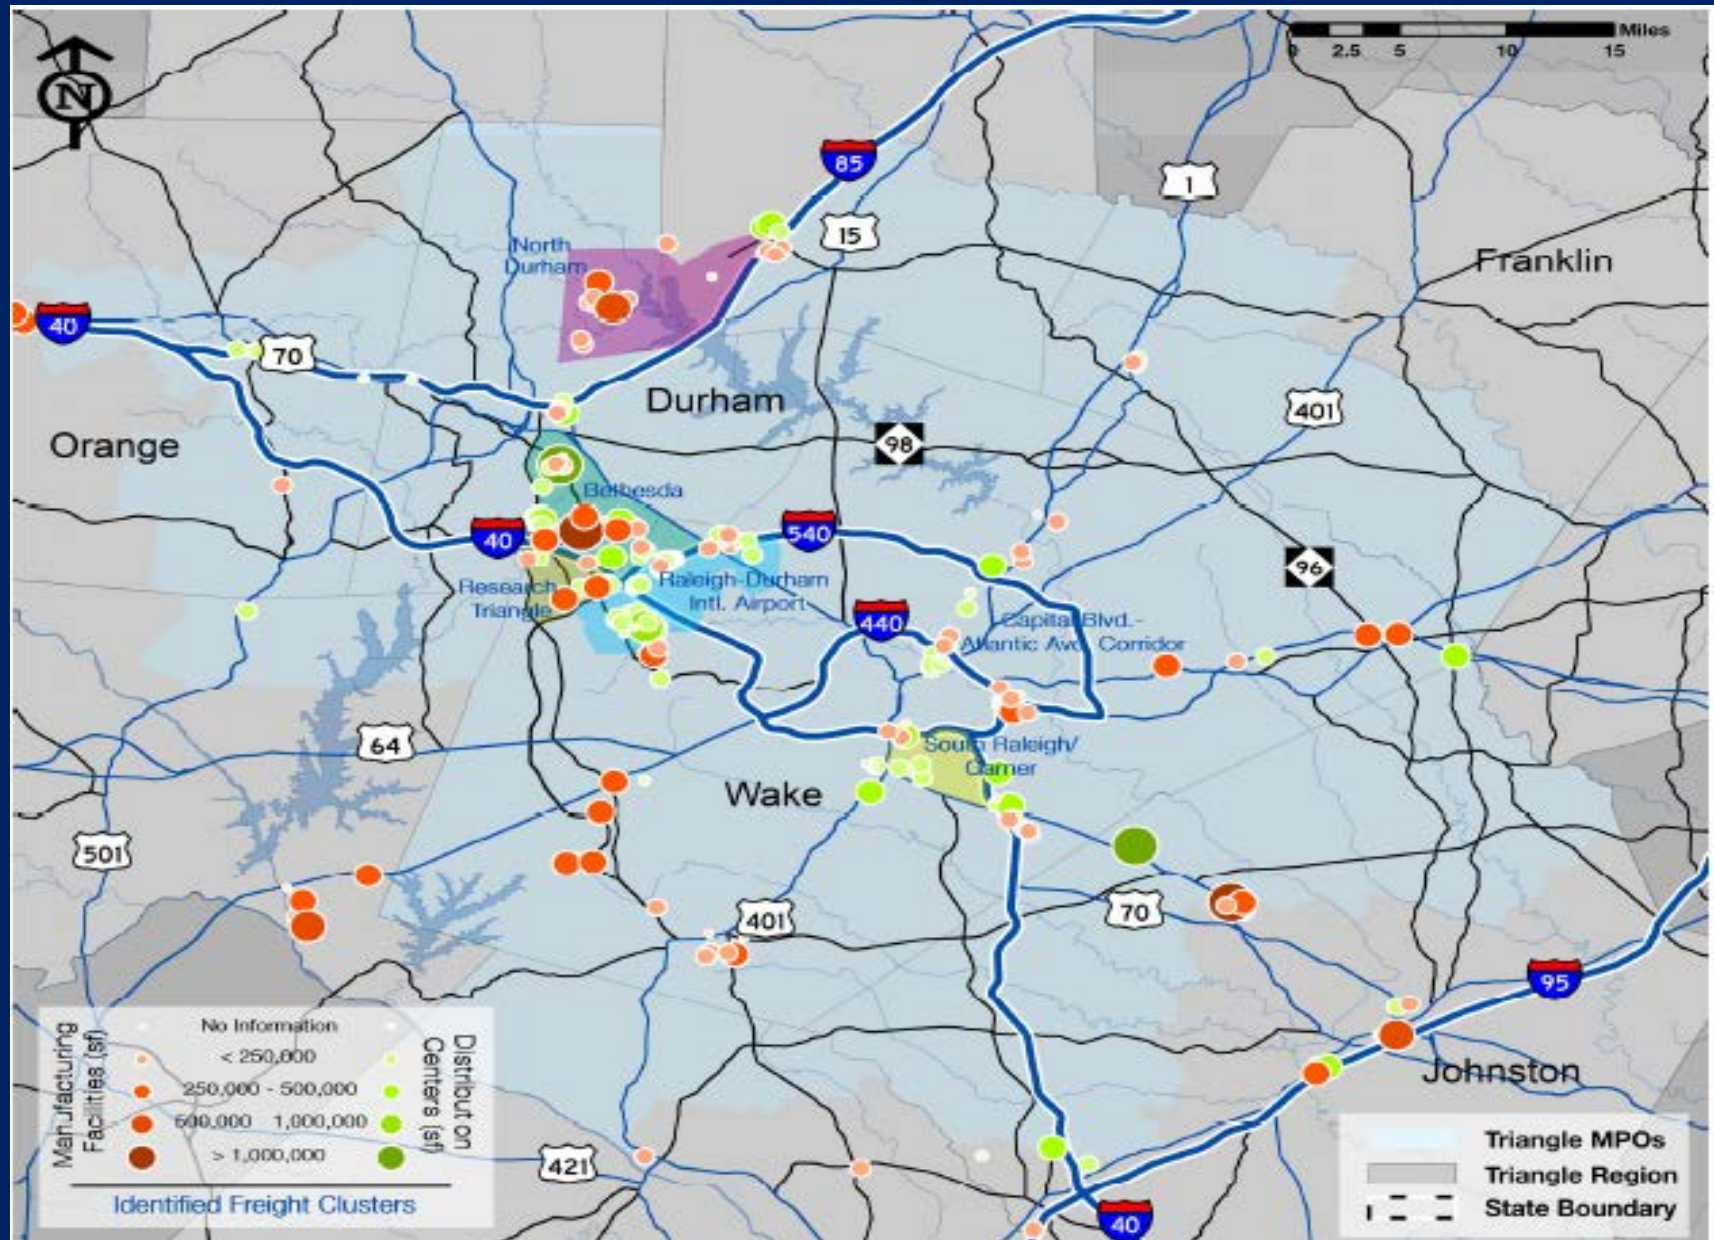 Miles
0 2.5 5 10 15
N
85
1
15
North
Durham
Franklin
40
70
Durham
401
Orange
98
Bethesda
40
540
96
Research
Triangle
Raleigh-Durham
Intl. Airport
440
Capital Blvd.-
Atlantic Ave. Corridor
64
South Raleigh/
Garner
Wake
501
401
70
95
Johnston
421
40
Manufacturing
Facilities (sf)
No Information
< 250,000
250,000 - 500,000
500,000 1,000,000
> 1,000,000
Distribut on
Centers (sf)
Identified Freight Clusters
Triangle MPOs
Triangle Region
State Boundary